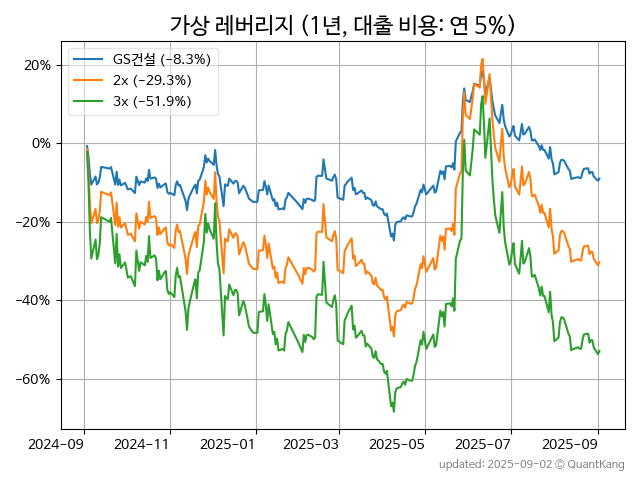 가상 레버리지 (1년, 대출 비용: 연 5%)
GS건설 (−8.3%)
2x (−29.3%)
3x (−51.9%)
20%
0%
−20%
−40%
−60%
2024−09 2024−11 2025−01 2025−03 2025−05 2025−07 2025−09
updated: 2025-09-02 © QuantKang